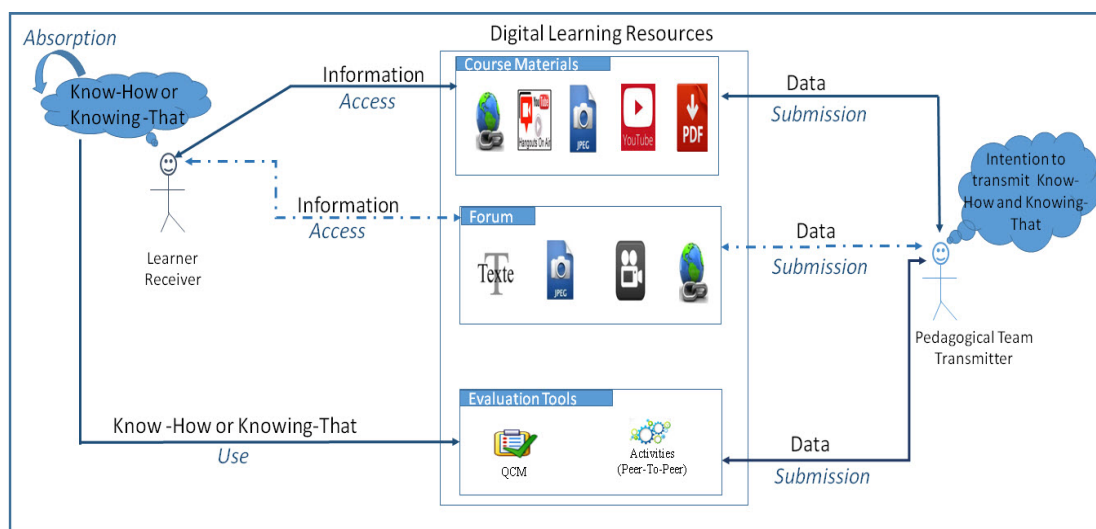 Absorption
Know-How or
Knowing -That
Learner
Receiver
Information
Access
Information
Access
Know -How or Knowing-That
Use
Digital Learning Resources
Course Materials
You Tube
Hangouts On Air
JPEG
YouTube
PDF
Forum
T
Texte
JPEG
Evaluation Tools
QCM
Activities
(Peer-To-Peer)
Data
Submission
Data
Submission
Data
Submission
Intention to
transmit Know-
How and Knowing-
That
Pedagogical Team
Transmitter